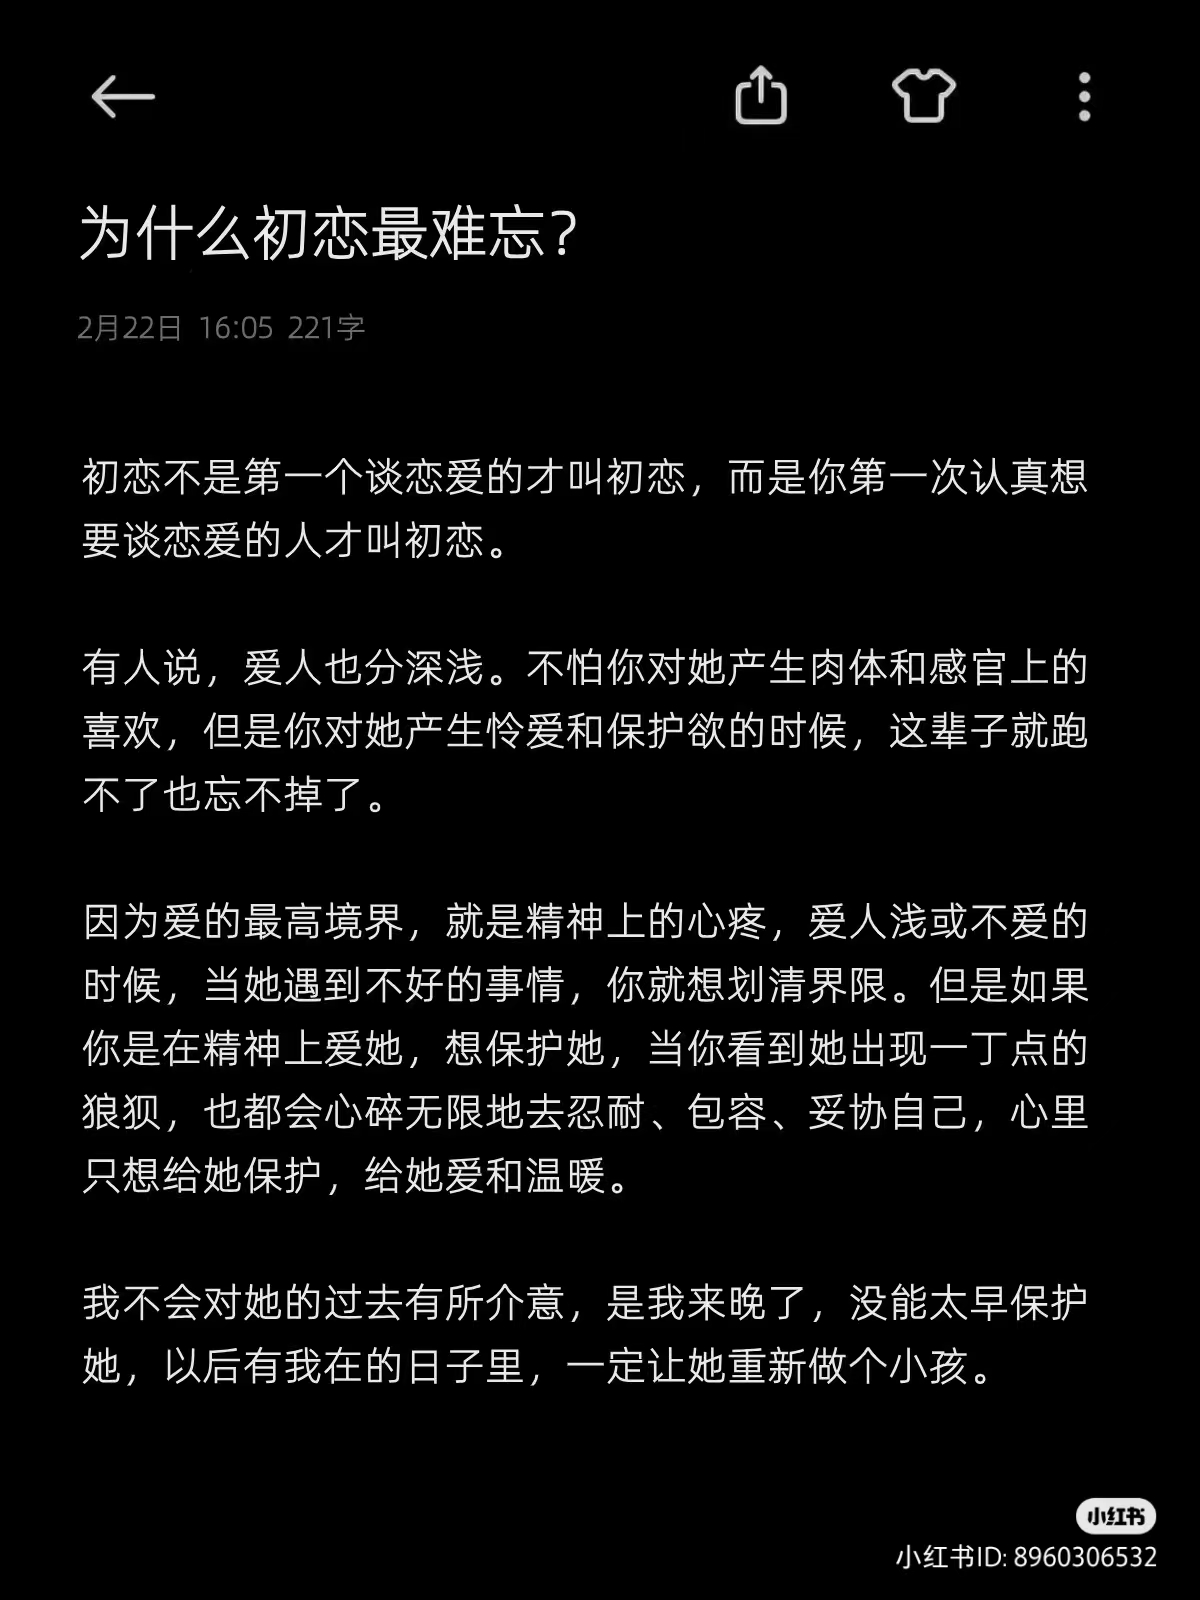 为什么初恋最难忘？
2月22日 16:05 221字
初恋不是第一个谈恋爱的才叫初恋，而是你第一次认真想
要谈恋爱的人才叫初恋。
有人说，爱人也分深浅。不怕你对她产生肉体和感官上的
喜欢，但是你对她产生怜爱和保护欲的时候，这辈子就跑
不了也忘不掉了。
因为爱的最高境界，就是精神上的心疼，爱人浅或不爱的
时候，当她遇到不好的事情，你就想划清界限。但是如果
你是在精神上爱她，想保护她，当你看到她出现一丁点的
狼狈，也都会心碎无限地去忍耐、包容、妥协自己，心里
只想给她保护，给她爱和温暖。
我不会对她的过去有所介意，是我来晚了，没能太早保护
她，以后有我在的日子里，一定让她重新做个小孩。
小红书
小红书ID: 8960306532